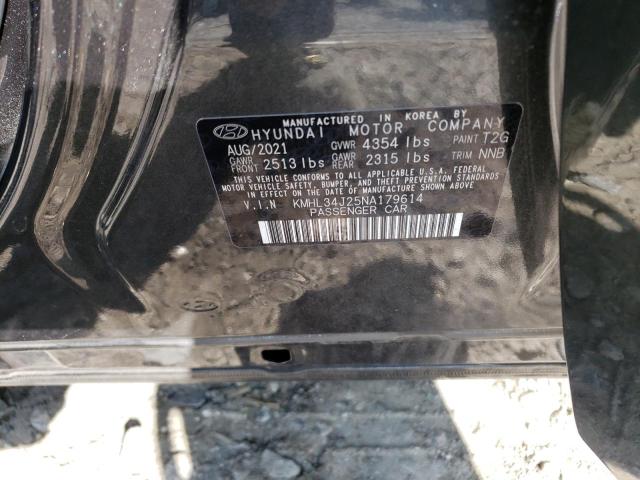 MANUFACTURED IN KOREA BY
HYUNDAI MOTOR COMPANY
AUG/2021 GVWR 4354 lbs PAINT T2G
GAWR FRONT 2513 lbs GAWR REAR 2315 lbs TRIM NNB
THIS VEHICLE CONFORMS TO ALL APPLICABLE U.S.A. FEDERAL
MOTOR VEHICLE SAFETY, BUMPER, AND THEFT PREVENTION STANDARDS
IN EFFECT ON THE DATE OF MANUFACTURE SHOWN ABOVE.
V.I.N KMHL34J25NA179614
PASSENGER CAR